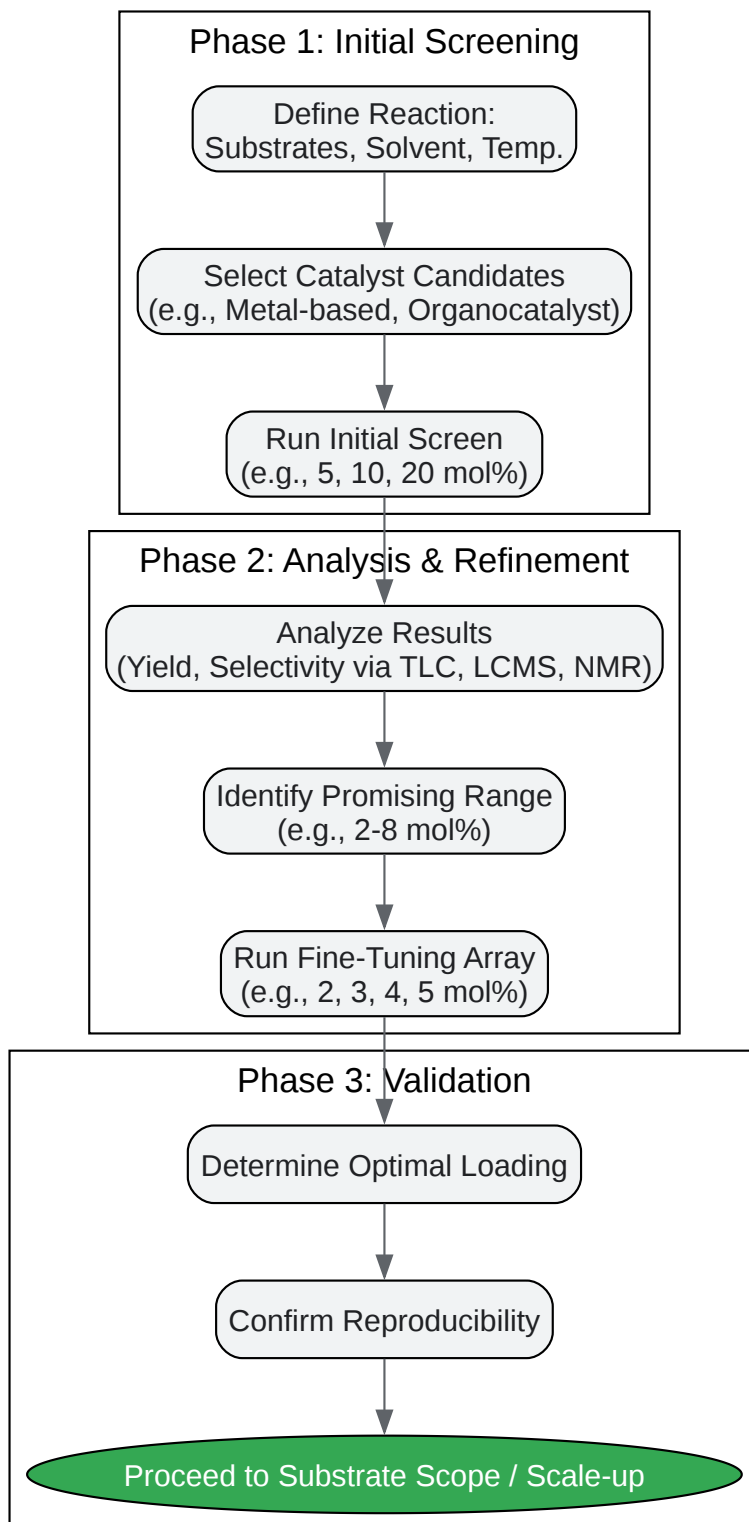 Phase 1: Initial Screening
Define Reaction:
Substrates, Solvent, Temp.
Select Catalyst Candidates
(e.g., Metal-based, Organocatalyst)
Run Initial Screen
(e.g., 5, 10, 20 mol%)
Phase 2: Analysis & Refinement
Analyze Results
(Yield, Selectivity via TLC, LCMS, NMR)
Identify Promising Range
(e.g., 2-8 mol%)
Run Fine-Tuning Array
(e.g., 2, 3, 4, 5 mol%)
Phase 3: Validation
Determine Optimal Loading
Confirm Reproducibility
Proceed to Substrate Scope / Scale-up